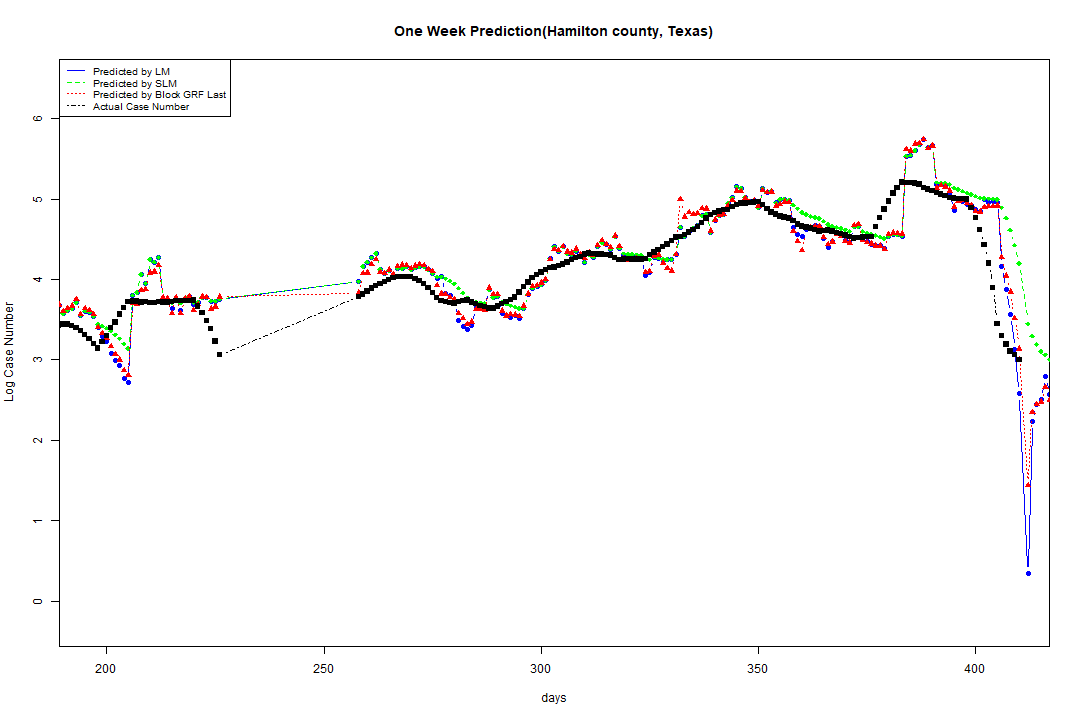 One Week Prediction(Hamilton county, Texas)
Predicted by LM
Predicted by SLM
Predicted by Block GRF Last
Actual Case Number
Log Case Number
6
5
4
3
2
1
0
200 250 300 350 400
days